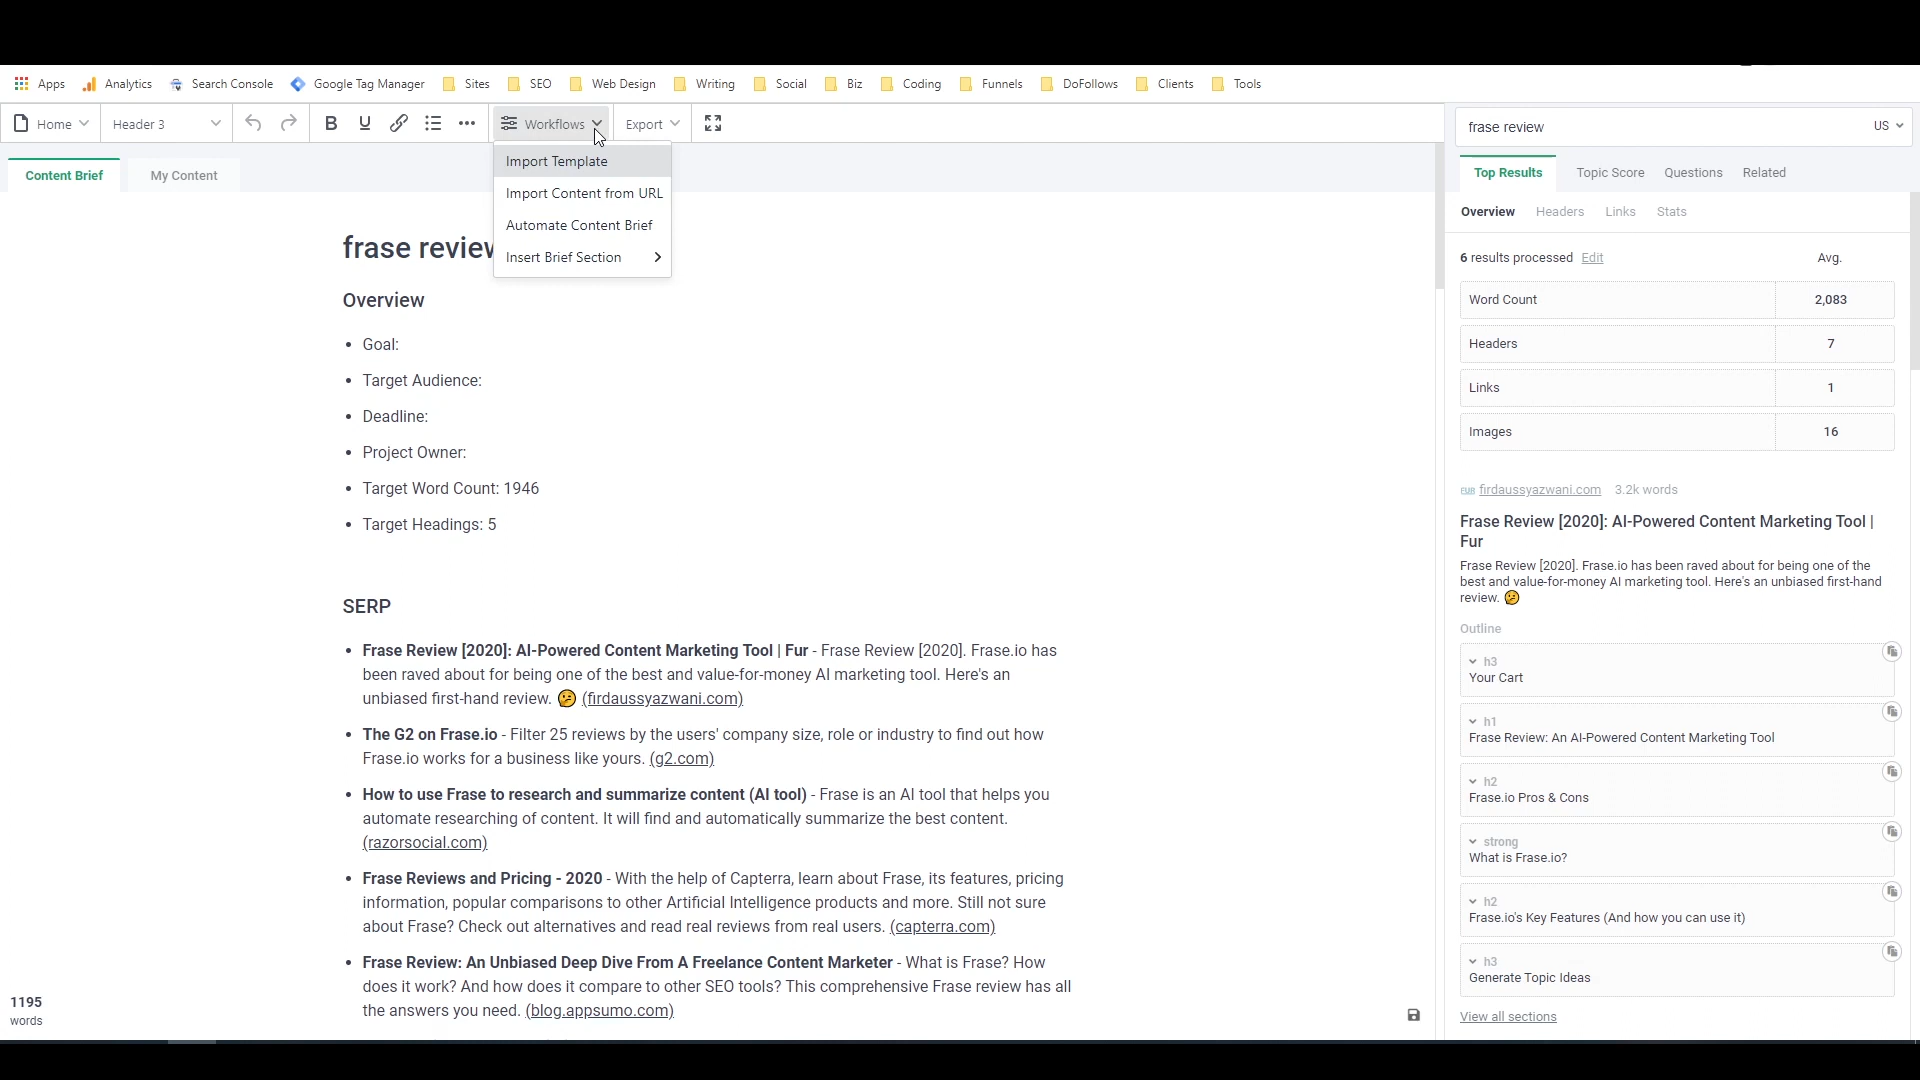 Apps Analytics Search Console Google Tag Manager Sites SEO Web Design Writing Social Biz Coding Funnels DoFollows Clients Tools
Home Header 3 B U Workflows Export
Import Template
Import Content from URL
Automate Content Brief
Insert Brief Section
Content Brief My Content
frase review
Overview
• Goal:
• Target Audience:
• Deadline:
• Project Owner:
• Target Word Count: 1946
• Target Headings: 5
SERP
• Frase Review [2020]: AI-Powered Content Marketing Tool | Fur - Frase Review [2020]. Frase.io has
been raved about for being one of the best and value-for-money AI marketing tool. Here's an
unbiased first-hand review. 🤔 (firdaussyazwani.com)
• The G2 on Frase.io - Filter 25 reviews by the users' company size, role or industry to find out how
Frase.io works for a business like yours. (g2.com)
• How to use Frase to research and summarize content (AI tool) - Frase is an AI tool that helps you
automate researching of content. It will find and automatically summarize the best content.
(razorsocial.com)
• Frase Reviews and Pricing - 2020 - With the help of Capterra, learn about Frase, its features, pricing
information, popular comparisons to other Artificial Intelligence products and more. Still not sure
about Frase? Check out alternatives and read real reviews from real users. (capterra.com)
• Frase Review: An Unbiased Deep Dive From A Freelance Content Marketer - What is Frase? How
does it work? And how does it compare to other SEO tools? This comprehensive Frase review has all
the answers you need. (blog.appsumo.com)
1195
words
frase review US
Top Results Topic Score Questions Related
Overview Headers Links Stats
6 results processed Edit Avg.
Word Count 2,083
Headers 7
Links 1
Images 16
firdaussyazwani.com 3.2k words
Frase Review [2020]: AI-Powered Content Marketing Tool |
Fur
Frase Review [2020]. Frase.io has been raved about for being one of the
best and value-for-money AI marketing tool. Here's an unbiased first-hand
review. 🤔
Outline
h3
Your Cart
h1
Frase Review: An AI-Powered Content Marketing Tool
h2
Frase.io Pros & Cons
strong
What is Frase.io?
h2
Frase.io's Key Features (And how you can use it)
h3
Generate Topic Ideas
View all sections